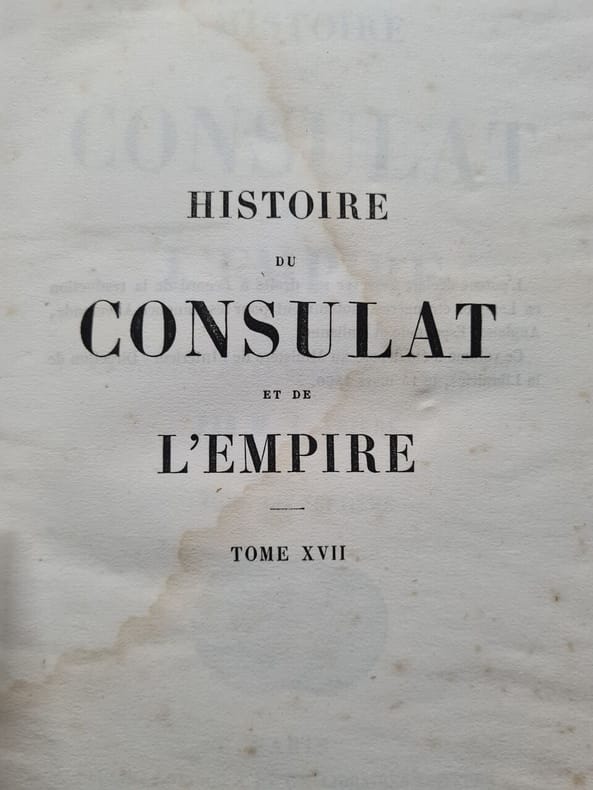 HISTOIRE
DU
CONSULAT
ET DE
L'EMPIRE
TOME XVII